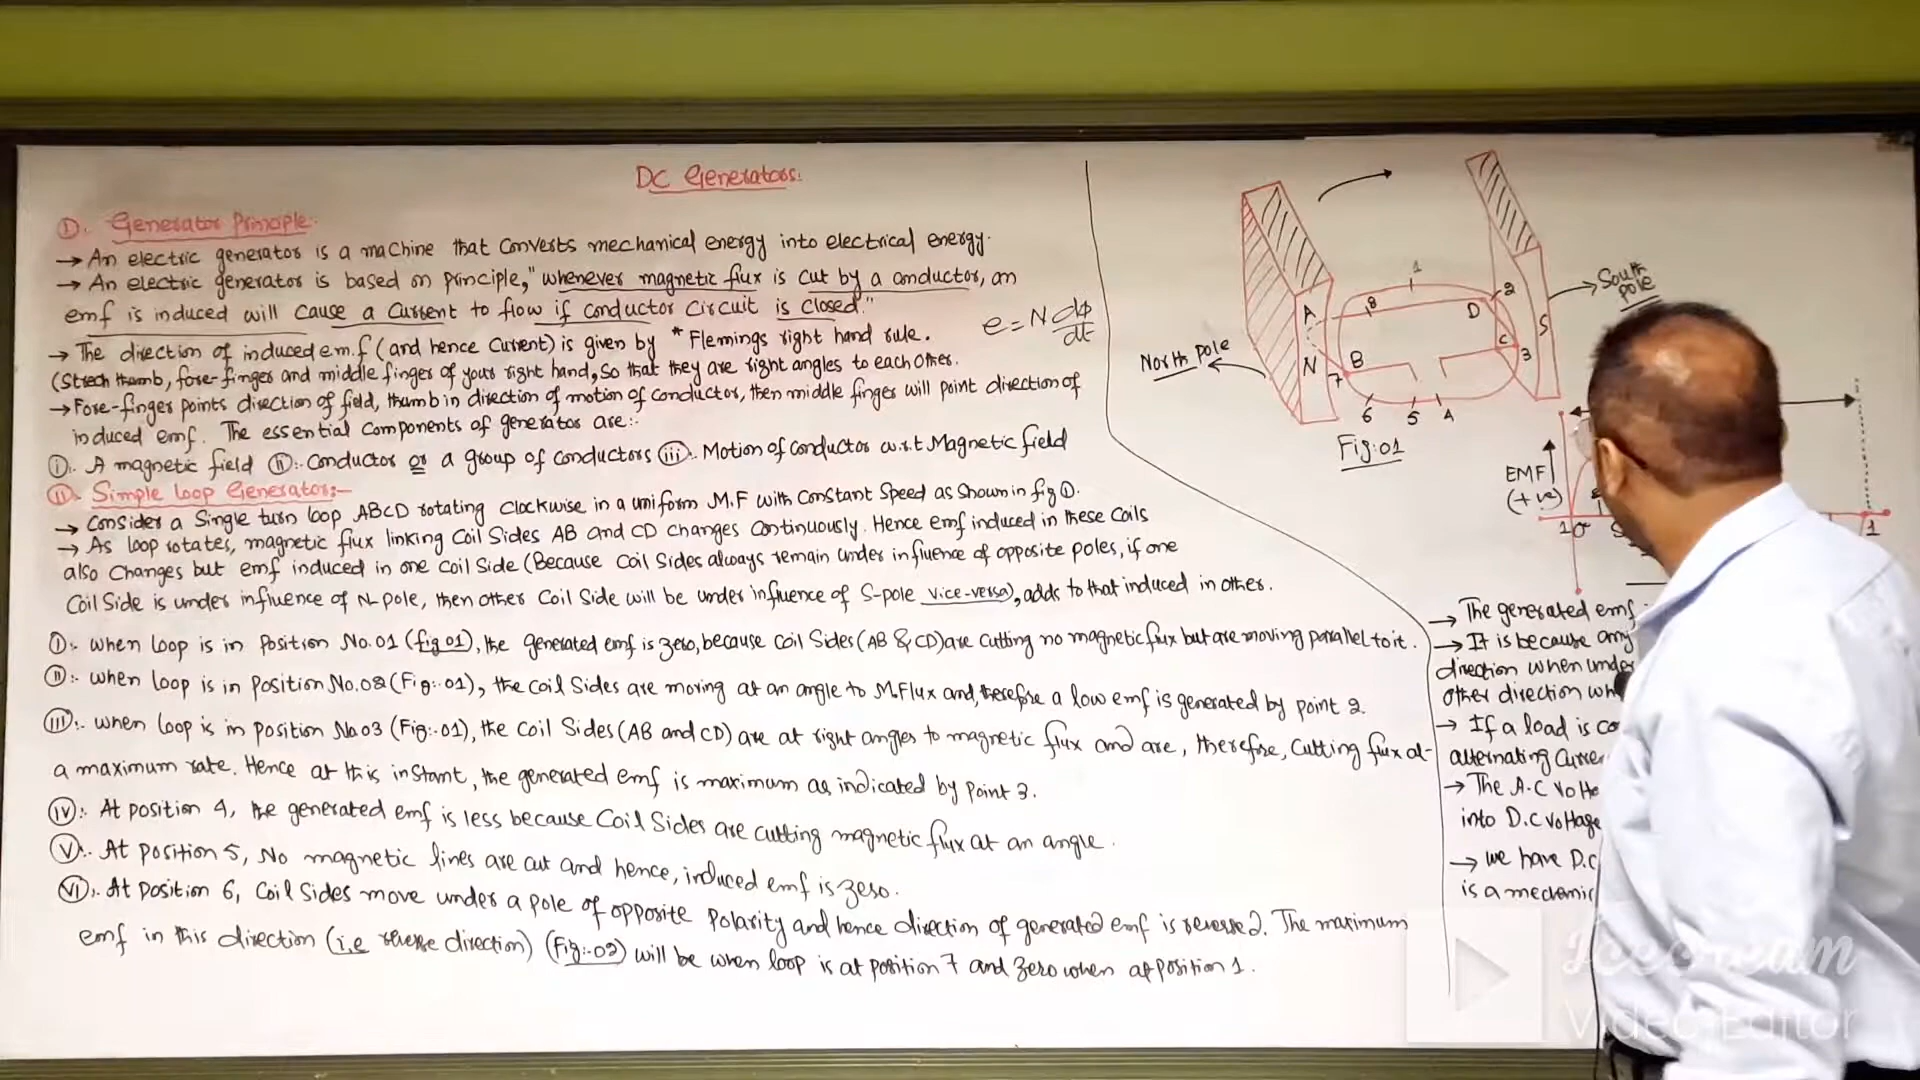 DC Generators:
I). Generator Principle:-
→ An electric generator is a machine that converts mechanical energy into electrical energy.
→ An electric generator is based on principle, "whenever magnetic flux is cut by a conductor, an
emf is induced will cause a current to flow if conductor circuit is closed."
e = N dφ/dt
→ The direction of induced e.m.f (and hence current) is given by * Flemings right hand rule.
(Strech thumb, fore-finger and middle finger of your right hand, So that they are right angles to each other.
→ Fore-finger points direction of field, thumb in direction of motion of conductor, then middle finger will point direction of
induced emf. The essential components of generator are:-
i). A magnetic field ii):- Conductor or a group of conductors iii). Motion of conductor w.r.t Magnetic field
II). Simple Loop Generator:-
→ Consider a Single turn loop ABCD rotating clockwise in a uniform M.F with Constant Speed as Shown in fig ①.
→ As loop rotates, magnetic flux linking Coil Sides AB and CD changes continuously. Hence emf induced in these coils
also changes but emf induced in one coil side (Because coil Sides always remain under influence of opposite poles, if one
Coil Side is under influence of N-pole, then other Coil Side will be under influence of S-pole vice-versa), adds to that induced in other.
I):- when loop is in position No.01 (fig 01), the generated emf is zero, because coil Sides (AB & CD) are cutting no magnetic flux but are moving parallel to it.
II):- when loop is in position No.02 (Fig:-01), the coil Sides are moving at an angle to M.Flux and, therefore a low emf is generated by point 2.
III):- when loop is in position No 03 (Fig:-01), the coil Sides (AB and CD) are at right angles to magnetic flux and are, therefore, cutting flux at-
a maximum rate. Hence at this instant, the generated emf is maximum as indicated by point 3.
IV):- At position 4, the generated emf is less because Coil Sides are cutting magnetic flux at an angle.
V):- At position 5, No magnetic lines are cut and hence, induced emf is zero.
VI):- At position 6, Coil Sides move under a pole of opposite polarity and hence direction of generated emf is reversed. The maximum
emf in this direction (i.e reverse direction) (Fig:-02) will be when loop is at position 7 and zero when at position 1.
North pole
South pole
1
8
2
A
D
S
N
B
C
3
7
6
5
4
Fig:01
EMF
(+ve)
1
1
→ The generated emf
→ It is because any
direction when under
other direction
→ If a load is
alternating
→ The A.C
into D.C voltage
→ we have D.C
is a
Video Editor